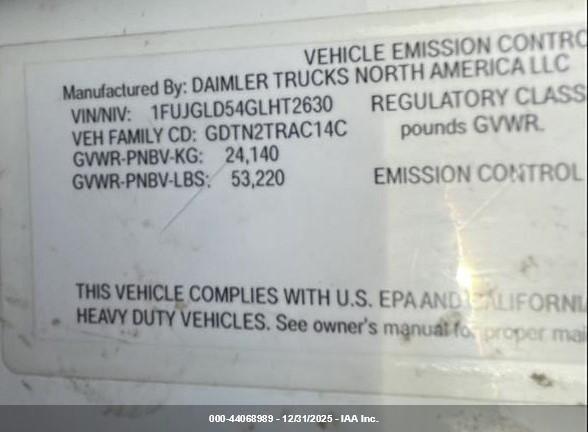 VEHICLE EMISSION CONTRO
Manufactured By: DAIMLER TRUCKS NORTH AMERICA LLC
VIN/NIV: 1FUJGLD54GLHT2630 REGULATORY CLASS
VEH FAMILY CD: GDTN2TRAC14C pounds GVWR.
GVWR-PNBV-KG: 24,140
GVWR-PNBV-LBS: 53,220 EMISSION CONTROL
THIS VEHICLE COMPLIES WITH U.S. EPA AND CALIFORNI
HEAVY DUTY VEHICLES. See owner's manual for proper mai
000-44068989 - 12/31/2025 - IAA Inc.